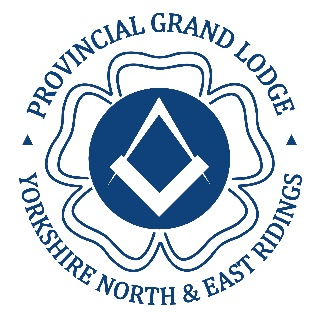 PROVINCIAL GRAND LODGE
YORKSHIRE NORTH & EAST RIDINGS